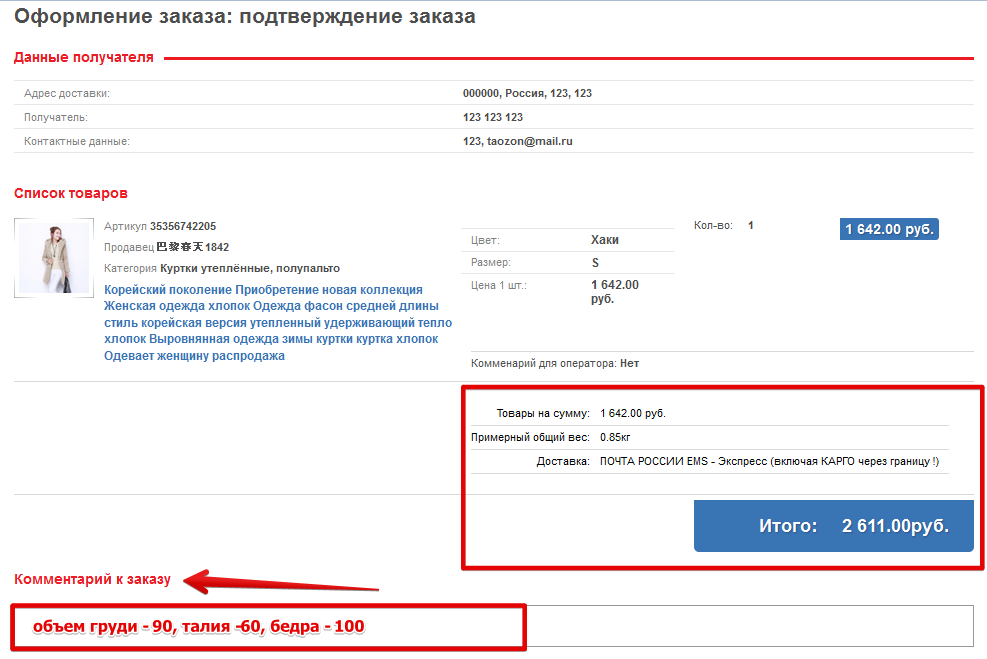 Оформление заказа: подтверждение заказа
Данные получателя
Адрес доставки: 000000, Россия, 123, 123
Получатель: 123 123 123
Контактные данные: 123, taozon@mail.ru
Список товаров
Артикул 35356742205
Продавец 巴黎春天1842
Категория Куртки утеплённые, полупальто
Корейский поколение Приобретение новая коллекция
Женская одежда хлопок Одежда фасон средней длины
стиль корейская версия утепленный удерживающий тепло
хлопок Выровнянная одежда зимы куртки куртка хлопок
Одевает женщину распродажа
Цвет: Хаки
Размер: S
Цена 1 шт.: 1 642.00
руб.
Кол-во: 1
1 642.00 руб.
Комменарий для оператора: Нет
Товары на сумму: 1 642.00 руб.
Примерный общий вес: 0.85кг
Доставка: ПОЧТА РОССИИ EMS - Экспресс (включая КАРГО через границу !)
Итого: 2 611.00руб.
Комментарий к заказу
объем груди - 90, талия -60, бедра - 100